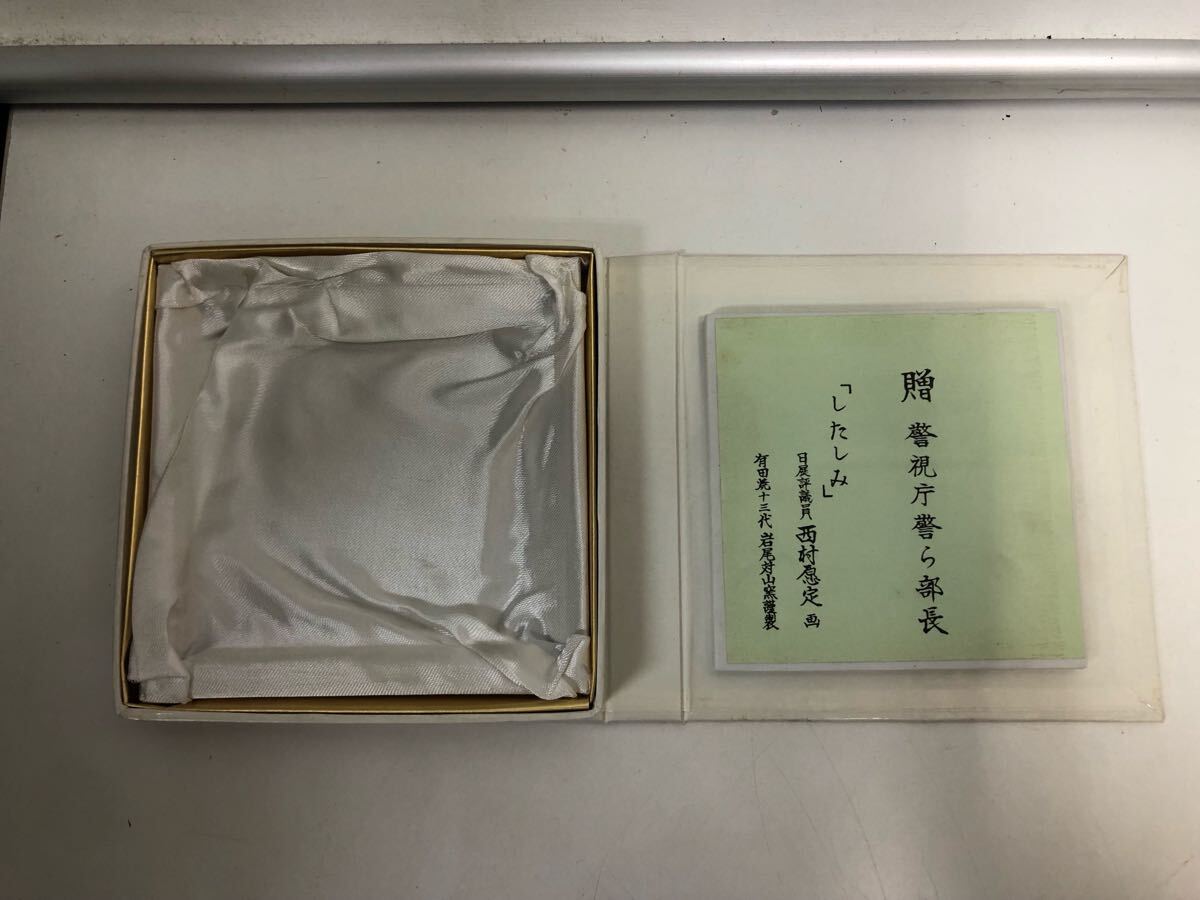 贈 警視庁警ら部長
「したしみ」
日展評議員 西村愿定 画
有田焼十三代 岩尾対山窯謹製